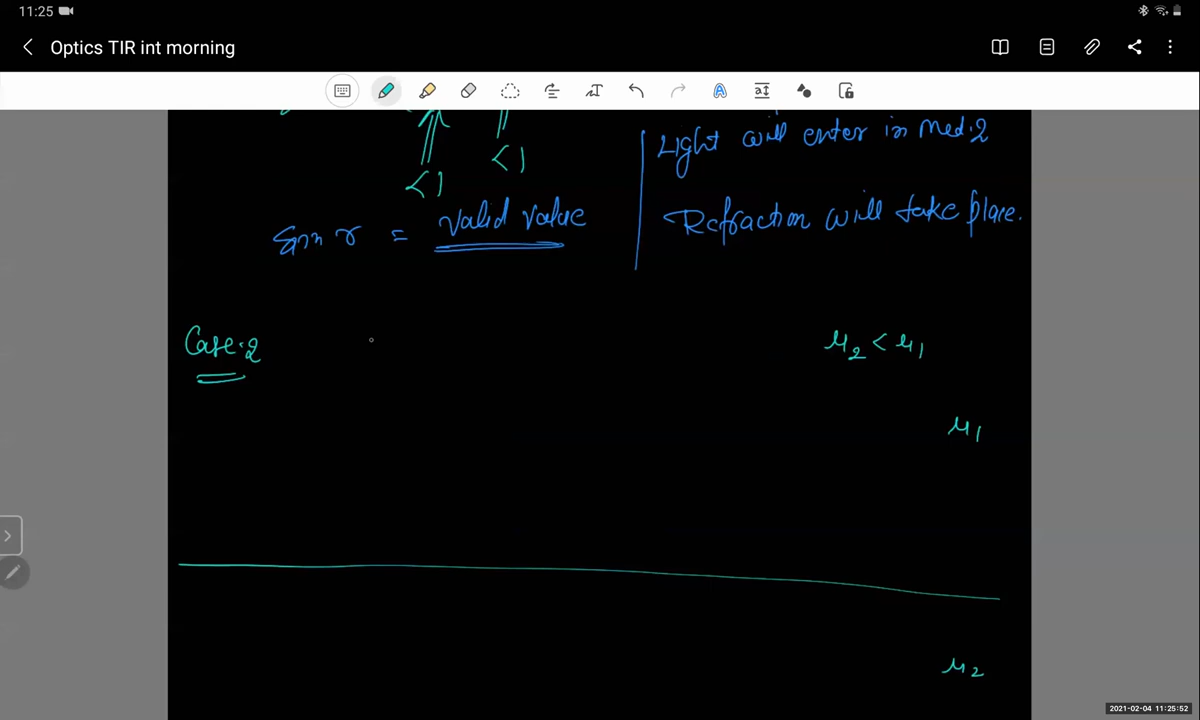 11:25
Optics TIR int morning
Light will enter in Med:2
<1
<1
Sin r = Valid value
Refraction will take place.
Case:2
μ2 < μ1
μ1
μ2
2021-02-04 11:25:52